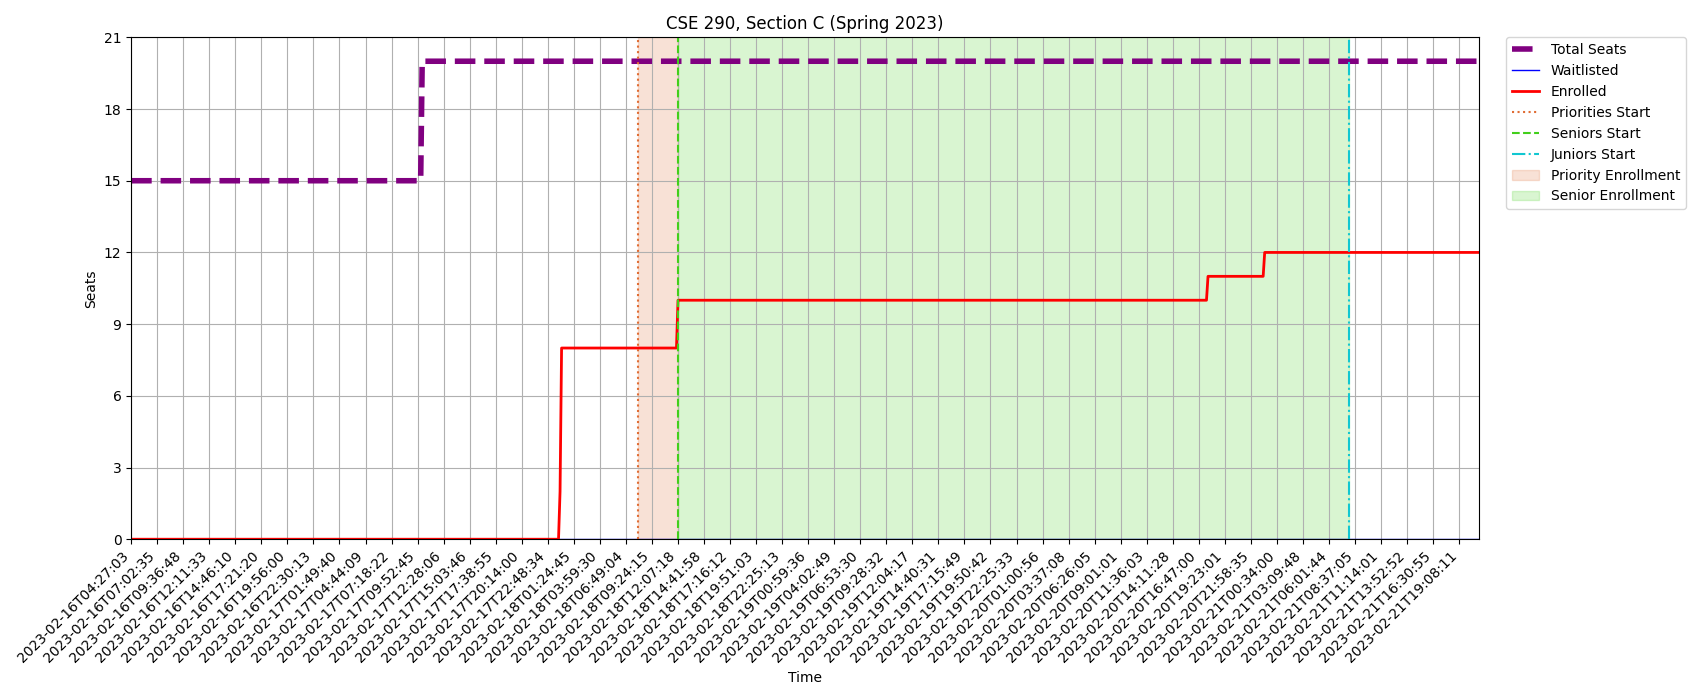 CSE 290, Section C (Spring 2023)
21
18
15
12
9
6
3
0
Seats
2023-02-16T04:27:03
2023-02-16T07:02:35
2023-02-16T09:36:48
2023-02-16T12:11:33
2023-02-16T14:46:10
2023-02-16T17:21:20
2023-02-16T19:56:00
2023-02-16T22:30:13
2023-02-17T01:49:40
2023-02-17T04:44:09
2023-02-17T07:18:22
2023-02-17T09:52:45
2023-02-17T12:28:06
2023-02-17T15:03:46
2023-02-17T17:38:55
2023-02-17T20:14:00
2023-02-17T22:48:34
2023-02-18T01:24:45
2023-02-18T03:59:30
2023-02-18T06:49:04
2023-02-18T09:24:15
2023-02-18T12:07:18
2023-02-18T14:41:58
2023-02-18T17:16:12
2023-02-18T19:51:03
2023-02-18T22:25:13
2023-02-19T00:59:36
2023-02-19T04:02:49
2023-02-19T06:53:30
2023-02-19T09:28:32
2023-02-19T12:04:17
2023-02-19T14:40:31
2023-02-19T17:15:49
2023-02-19T19:50:42
2023-02-19T22:25:33
2023-02-20T01:00:56
2023-02-20T03:37:08
2023-02-20T06:26:05
2023-02-20T09:01:01
2023-02-20T11:36:03
2023-02-20T14:11:28
2023-02-20T16:47:00
2023-02-20T19:23:01
2023-02-20T21:58:35
2023-02-21T00:34:00
2023-02-21T03:09:48
2023-02-21T06:01:44
2023-02-21T08:37:05
2023-02-21T11:14:01
2023-02-21T13:52:52
2023-02-21T16:30:55
2023-02-21T19:08:11
Time
Total Seats
Waitlisted
Enrolled
Priorities Start
Seniors Start
Juniors Start
Priority Enrollment
Senior Enrollment